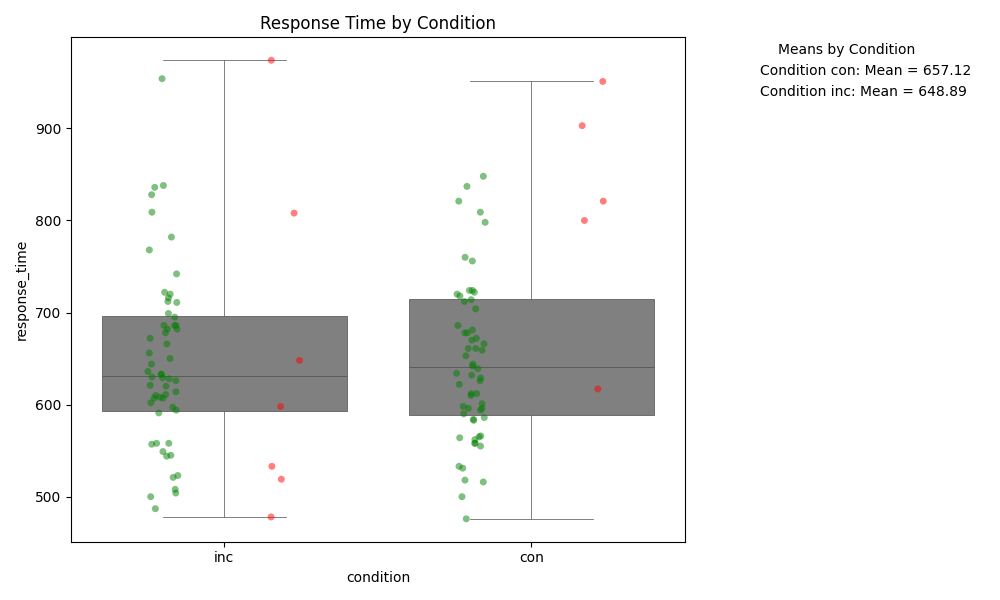 Response Time by Condition
Means by Condition
Condition con: Mean = 657.12
Condition inc: Mean = 648.89
response_time
900
800
700
600
500
inc
con
condition